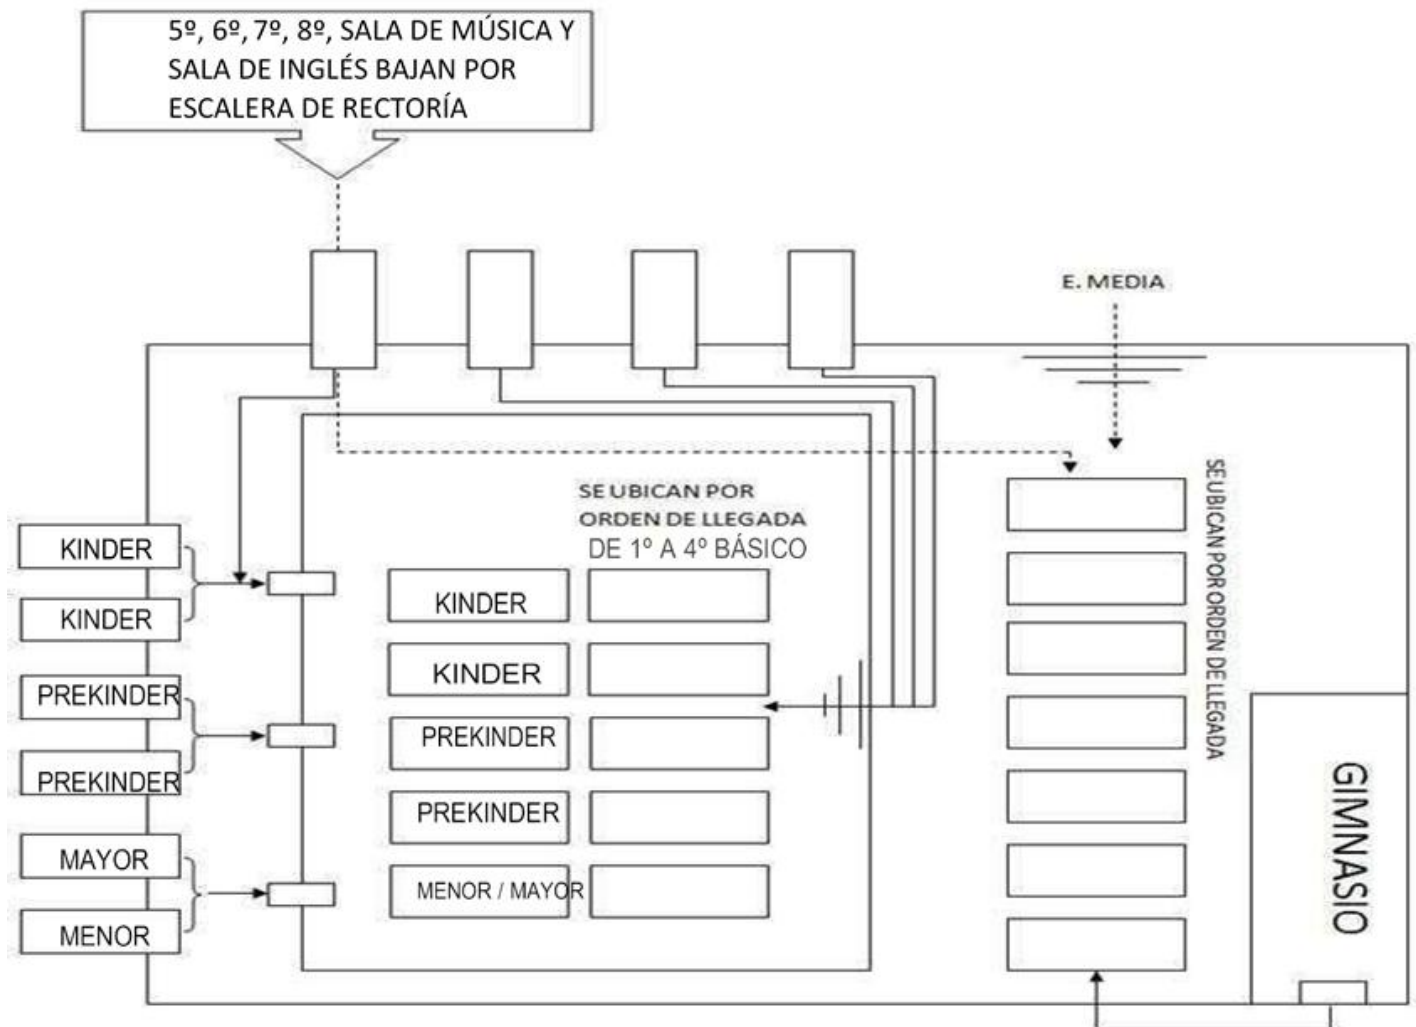 5º, 6º, 7º, 8º, SALA DE MÚSICA Y
SALA DE INGLÉS BAJAN POR
ESCALERA DE RECTORÍA
E. MEDIA
SE UBICAN POR
ORDEN DE LLEGADA
DE 1º A 4º BÁSICO
SE UBICAN POR ORDEN DE LLEGADA
KINDER
KINDER
PREKINDER
PREKINDER
MAYOR
MENOR
KINDER
KINDER
PREKINDER
PREKINDER
MENOR / MAYOR
GIMNASIO